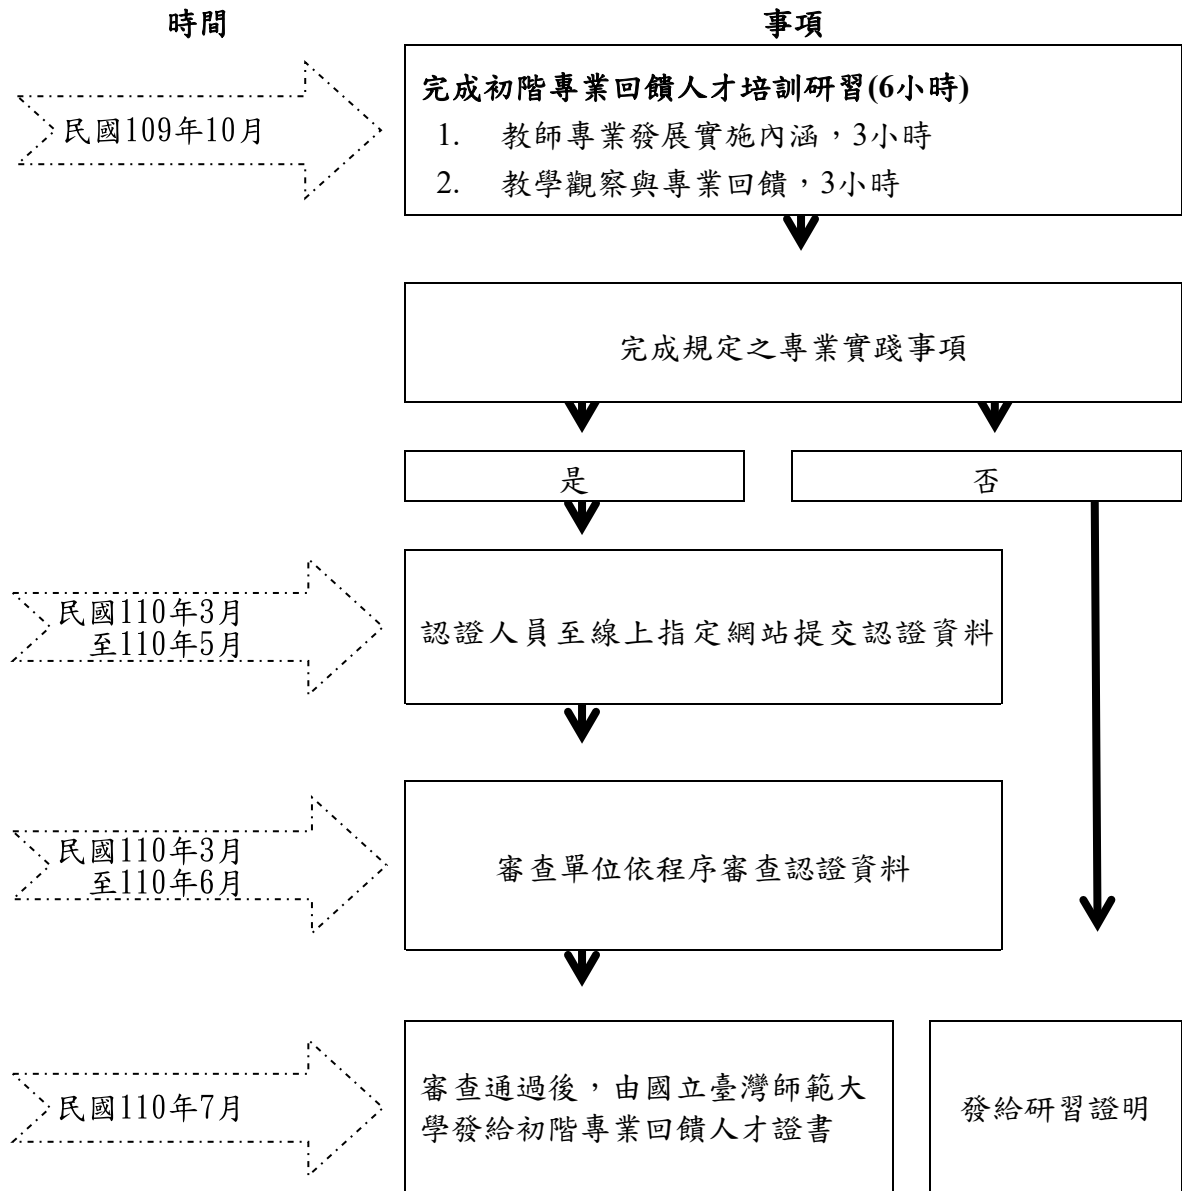 時間
事項
民國109年10月
完成初階專業回饋人才培訓研習(6小時)
1. 教師專業發展實施內涵，3小時
2. 教學觀察與專業回饋，3小時
完成規定之專業實踐事項
是
否
民國110年3月
至110年5月
認證人員至線上指定網站提交認證資料
民國110年3月
至110年6月
審查單位依程序審查認證資料
民國110年7月
審查通過後，由國立臺灣師範大
學發給初階專業回饋人才證書
發給研習證明